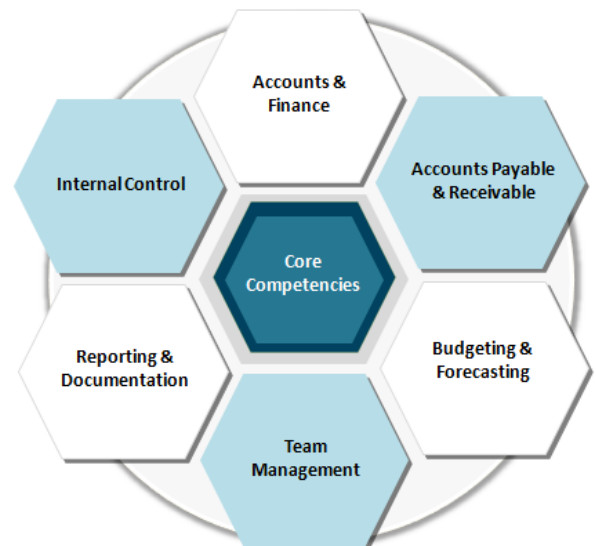 Accounts &
Finance
Internal Control
Accounts Payable
& Receivable
Core
Competencies
Reporting &
Documentation
Budgeting &
Forecasting
Team
Management